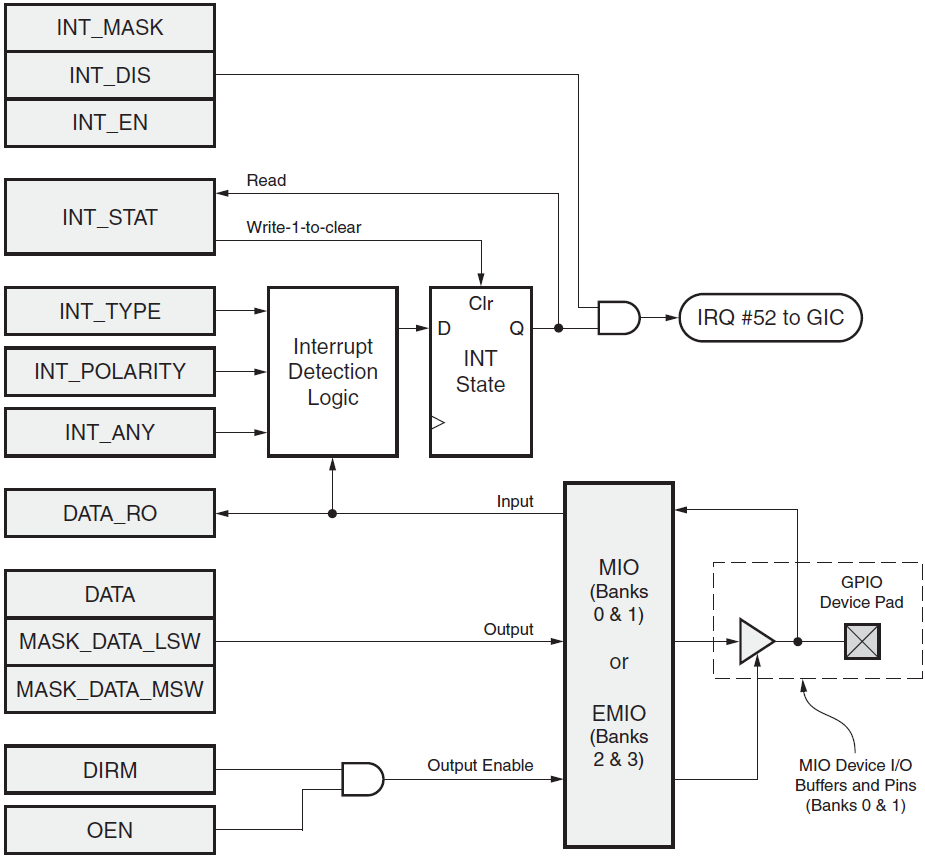 INT_MASK
INT_DIS
INT_EN
Read
INT_STAT
Write-1-to-clear
INT_TYPE
INT_POLARITY
INT_ANY
Interrupt
Detection
Logic
Clr
D
Q
INT
State
IRQ #52 to GIC
DATA_RO
Input
DATA
MASK_DATA_LSW
MASK_DATA_MSW
Output
DIRM
OEN
Output Enable
MIO
(Banks
0 & 1)
or
EMIO
(Banks
2 & 3)
GPIO
Device Pad
MIO Device I/O
Buffers and Pins
(Banks 0 & 1)